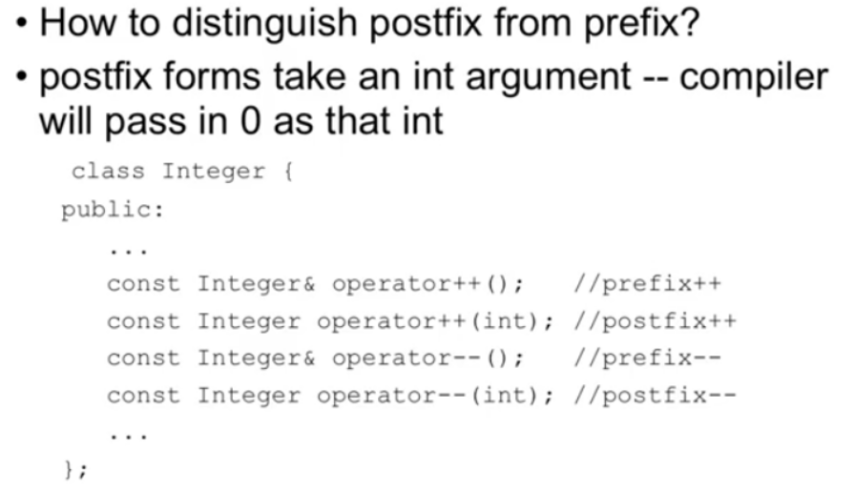 • How to distinguish postfix from prefix?
• postfix forms take an int argument -- compiler
will pass in 0 as that int
class Integer {
public:
...
const Integer& operator++();   //prefix++
const Integer operator++(int); //postfix++
const Integer& operator--();   //prefix--
const Integer operator--(int); //postfix--
...
};